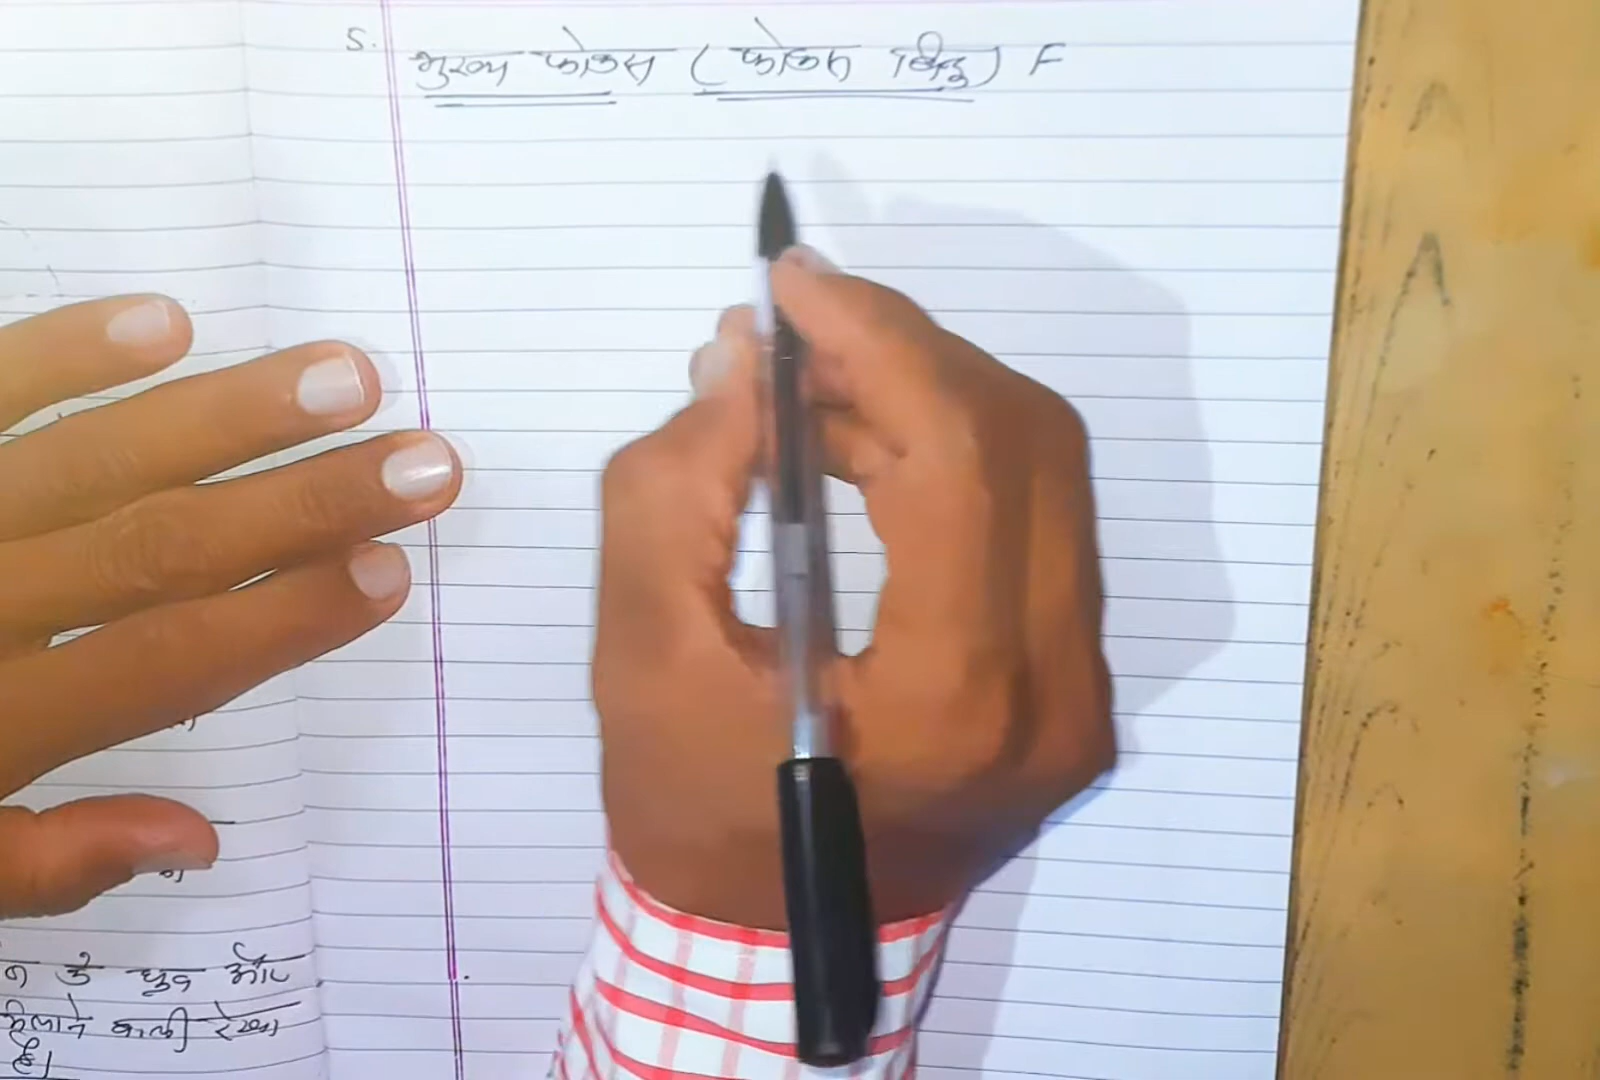 5. मुख्य फोकस (फोकस बिन्दु) F
के ध्रुव और
मिलाने वाली रेखा
है।